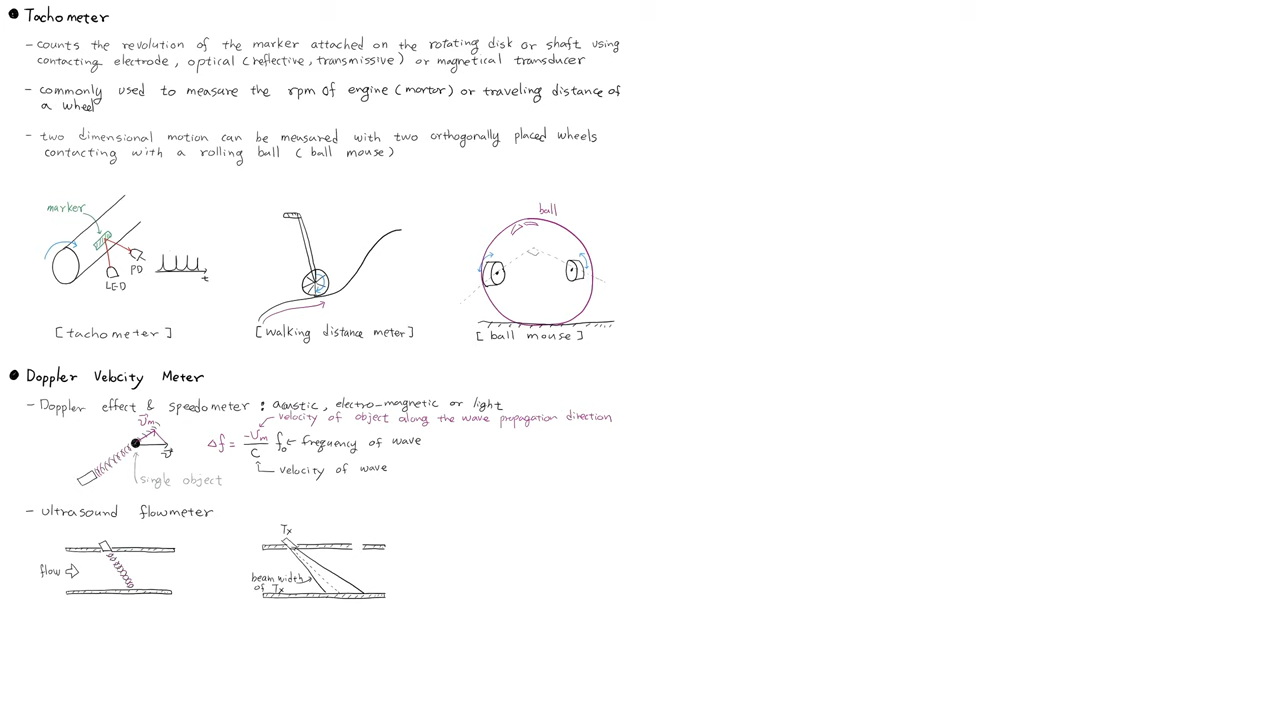 ● Tachometer
- counts the revolution of the marker attached on the rotating disk or shaft using
contacting electrode, optical (reflective, transmissive) or magnetical transducer
- commonly used to measure the rpm of engine (mortor) or traveling distance of
a wheel
- two dimensional motion can be measured with two orthogonally placed wheels
contacting with a rolling ball (ball mouse)
marker
PD
LED
t
[tachometer]
[walking distance meter]
ball
[ball mouse]
● Doppler Velocity Meter
- Doppler effect & speedometer : acustic, electro-magnetic or light
velocity of object along the wave propagation direction
Vm
V
Δf = -Vm/C f₀ ← frequency of wave
velocity of wave
single object
- ultrasound flowmeter
flow
Tx
beam width
of Tx